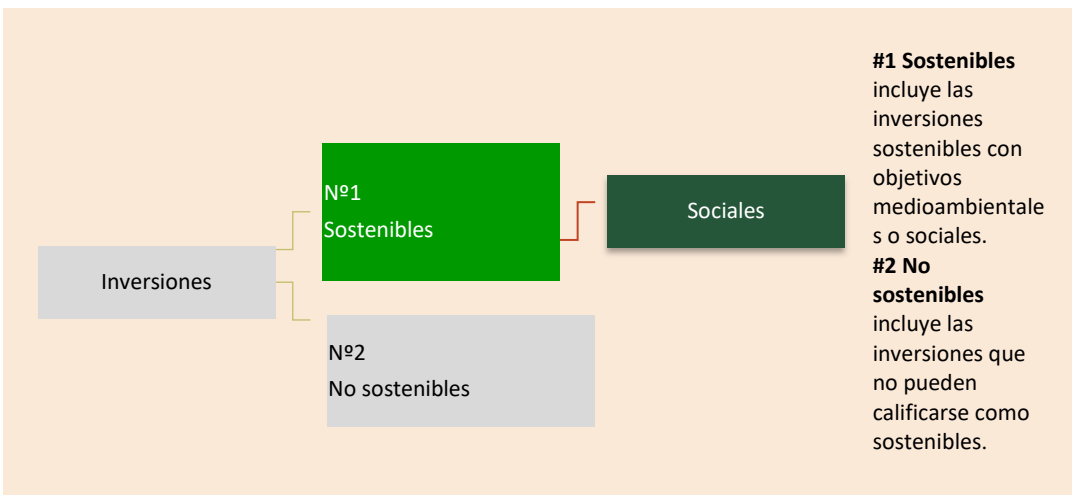 Inversiones
Nº1
Sostenibles
Nº2
No sostenibles
Sociales
#1 Sostenibles
incluye las
inversiones
sostenibles con
objetivos
medioambientale
s o sociales.
#2 No
sostenibles
incluye las
inversiones que
no pueden
calificarse como
sostenibles.